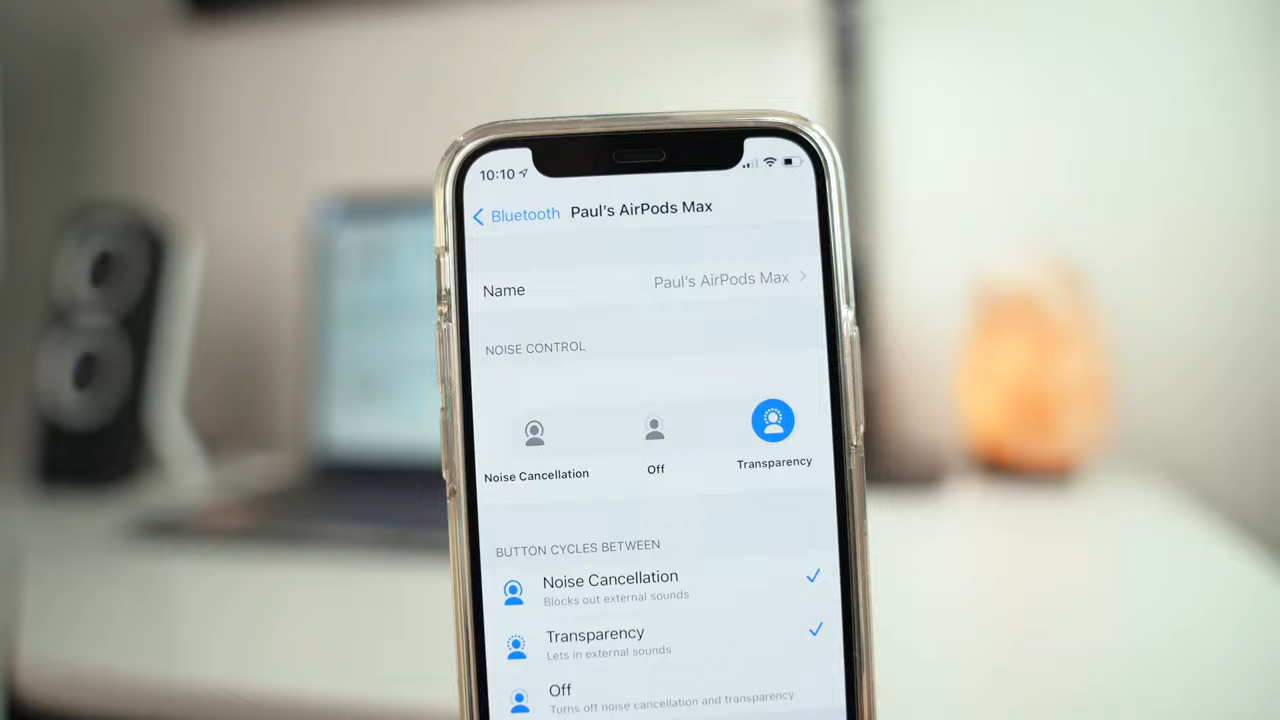 10:10
Bluetooth Paul's AirPods Max
Name Paul's AirPods Max
NOISE CONTROL
Noise Cancellation Off Transparency
BUTTON CYCLES BETWEEN
Noise Cancellation
Blocks out external sounds
Transparency
Lets in external sounds
Off
Turns off noise cancellation and transparency